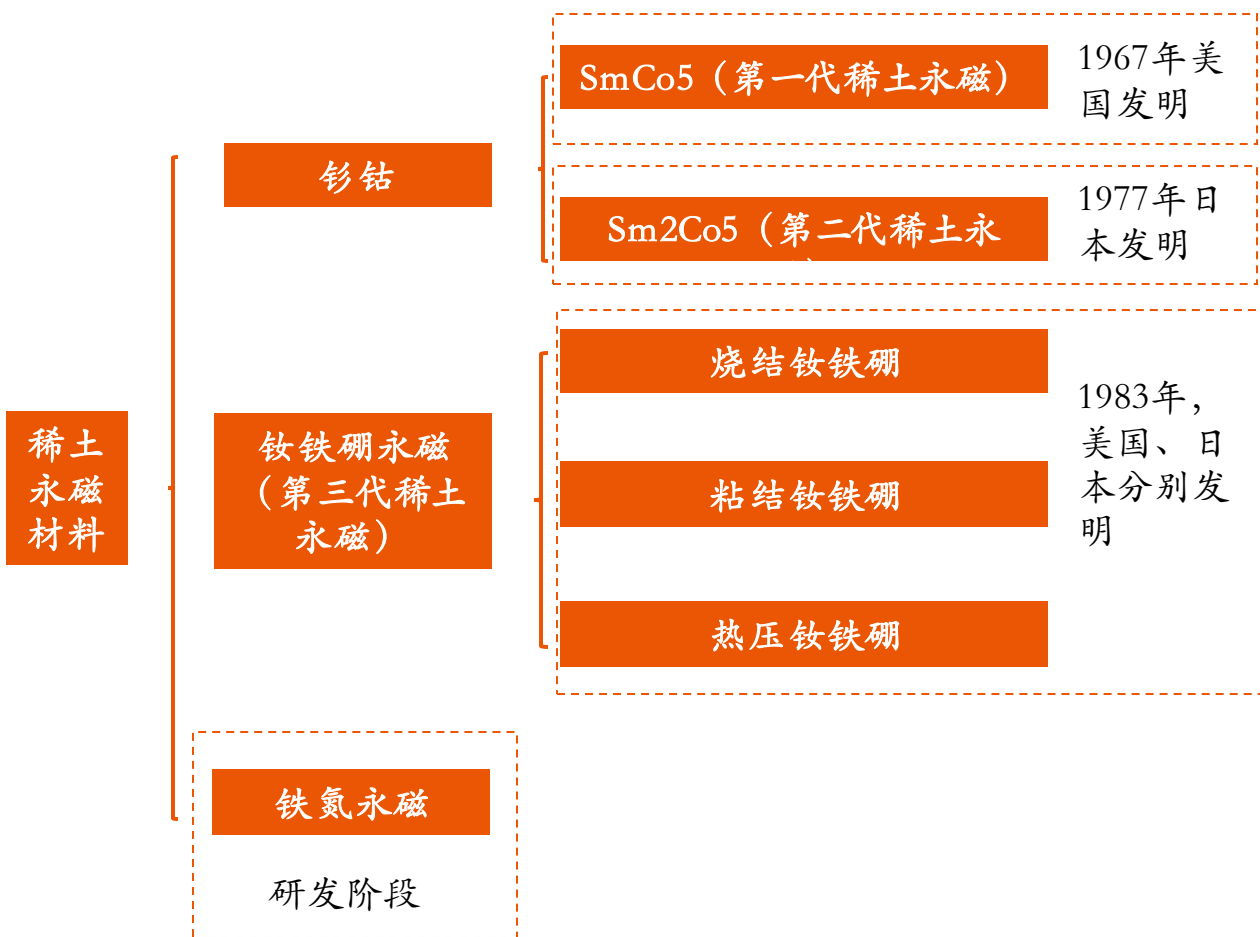 SmCo5（第一代稀土永磁）
1967年美
国发明
钐钴
Sm2Co5（第二代稀土永
1977年日
本发明
烧结钕铁硼
稀土
永磁
材料
钕铁硼永磁
（第三代稀土
永磁）
粘结钕铁硼
1983年，
美国、日
本分别发
明
热压钕铁硼
铁氮永磁
研发阶段